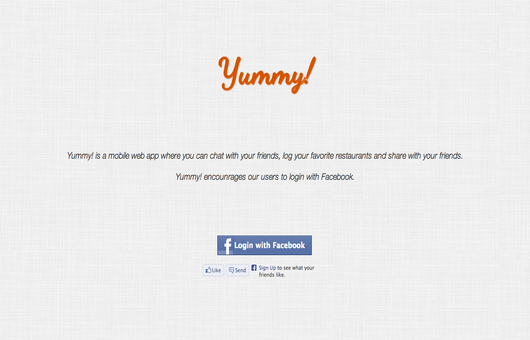 Yummy!
Yummy! is a mobile web app where you can chat with your friends, log your favorite restaurants and share with your friends.
Yummy! encounrages our users to login with Facebook.
f Login with Facebook
Like Send f Sign Up to see what your
friends like.